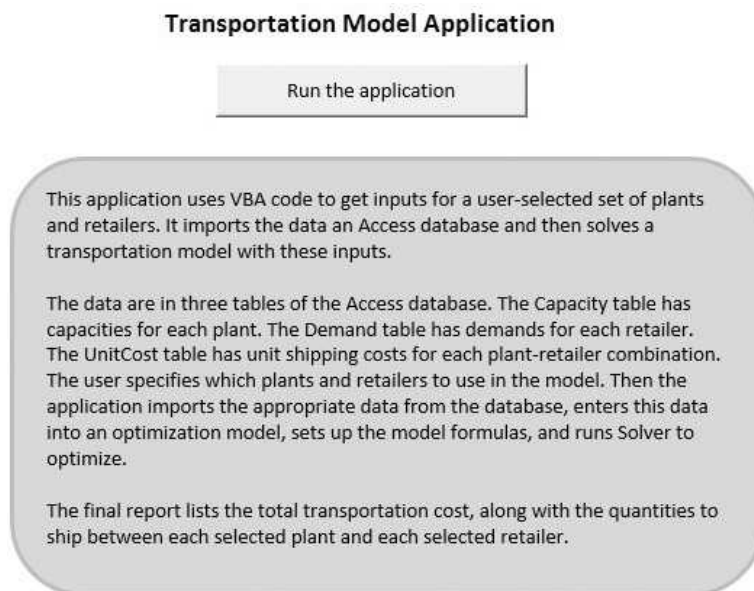 Transportation Model Application
Run the application
This application uses VBA code to get inputs for a user-selected set of plants
and retailers. It imports the data an Access database and then solves a
transportation model with these inputs.
The data are in three tables of the Access database. The Capacity table has
capacities for each plant. The Demand table has demands for each retailer.
The UnitCost table has unit shipping costs for each plant-retailer combination.
The user specifies which plants and retailers to use in the model. Then the
application imports the appropriate data from the database, enters this data
into an optimization model, sets up the model formulas, and runs Solver to
optimize.
The final report lists the total transportation cost, along with the quantities to
ship between each selected plant and each selected retailer.